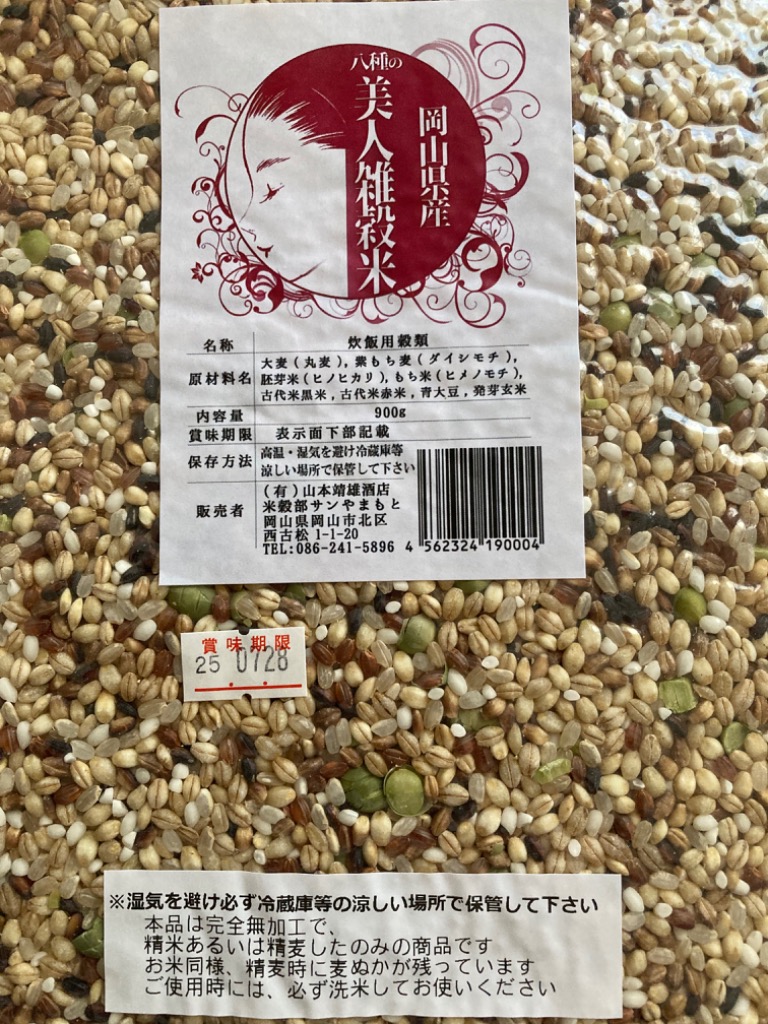 八種の
美人雑穀米
岡山県産
名称 炊飯用穀類
原材料名 大麦(丸麦),紫もち麦(ダイシモチ),
胚芽米(ヒノヒカリ),もち米(ヒメノモチ),
古代米黒米,古代米赤米,青大豆,発芽玄米
内容量 900g
賞味期限 表示面下部記載
保存方法 高温・湿気を避け冷蔵庫等
涼しい場所で保管して下さい
販売者 (有)山本靖雄酒店
米穀部サンやまもと
岡山県岡山市北区
西古松1-1-20
TEL:086-241-5896
4 562324 190004
賞味期限
25 0728
※湿気を避け必ず冷蔵庫等の涼しい場所で保管して下さい
本品は完全無加工で、
精米あるいは精麦したのみの商品です
お米同様、精麦時に麦ぬかが残っています
ご使用時には、必ず洗米してお使いください